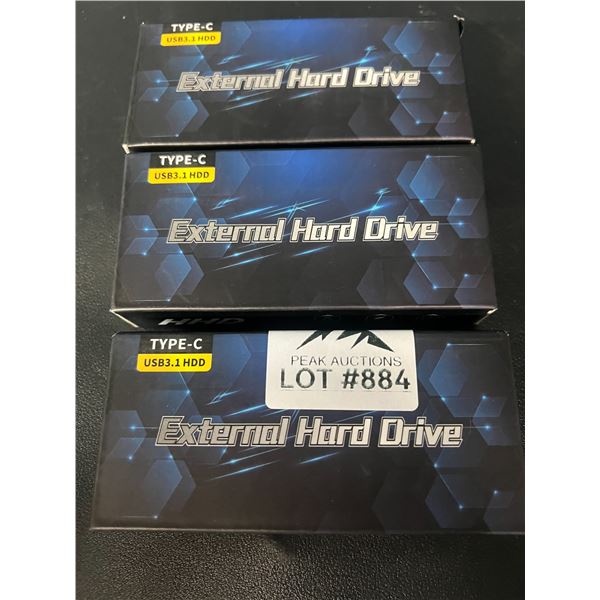 TYPE-C
USB3.1 HDD
External Hard Drive
TYPE-C
USB3.1 HDD
External Hard Drive
HHD
TYPE-C
USB3.1 HDD
PEAK AUCTIONS
LOT #884
External Hard Drive